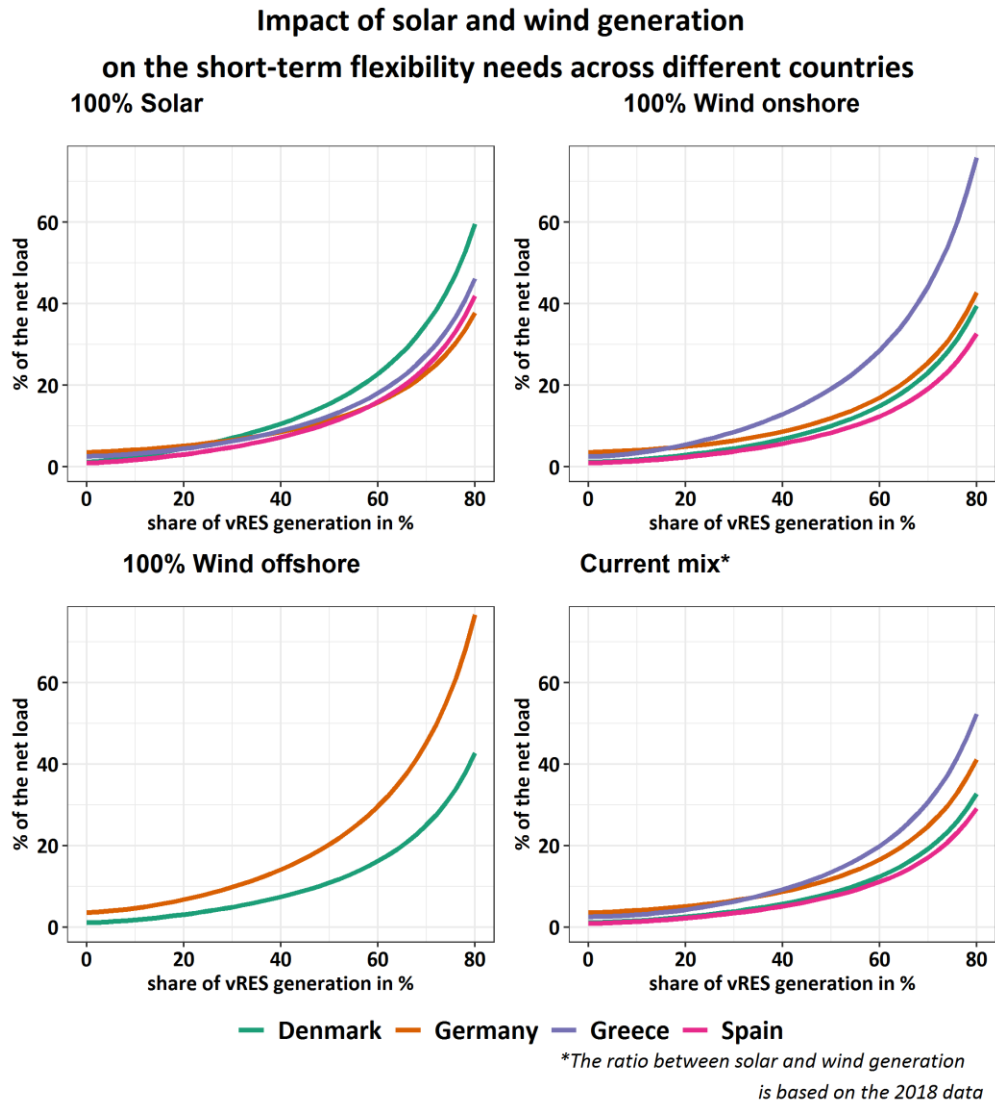 Impact of solar and wind generation
on the short-term flexibility needs across different countries
100% Solar
% of the net load
60
40
20
0
0 20 40 60 80
share of vRES generation in %
100% Wind onshore
% of the net load
60
40
20
0
0 20 40 60 80
share of vRES generation in %
100% Wind offshore
% of the net load
60
40
20
0
0 20 40 60 80
share of vRES generation in %
Current mix*
% of the net load
60
40
20
0
0 20 40 60 80
share of vRES generation in %
Denmark Germany Greece Spain
*The ratio between solar and wind generation
is based on the 2018 data